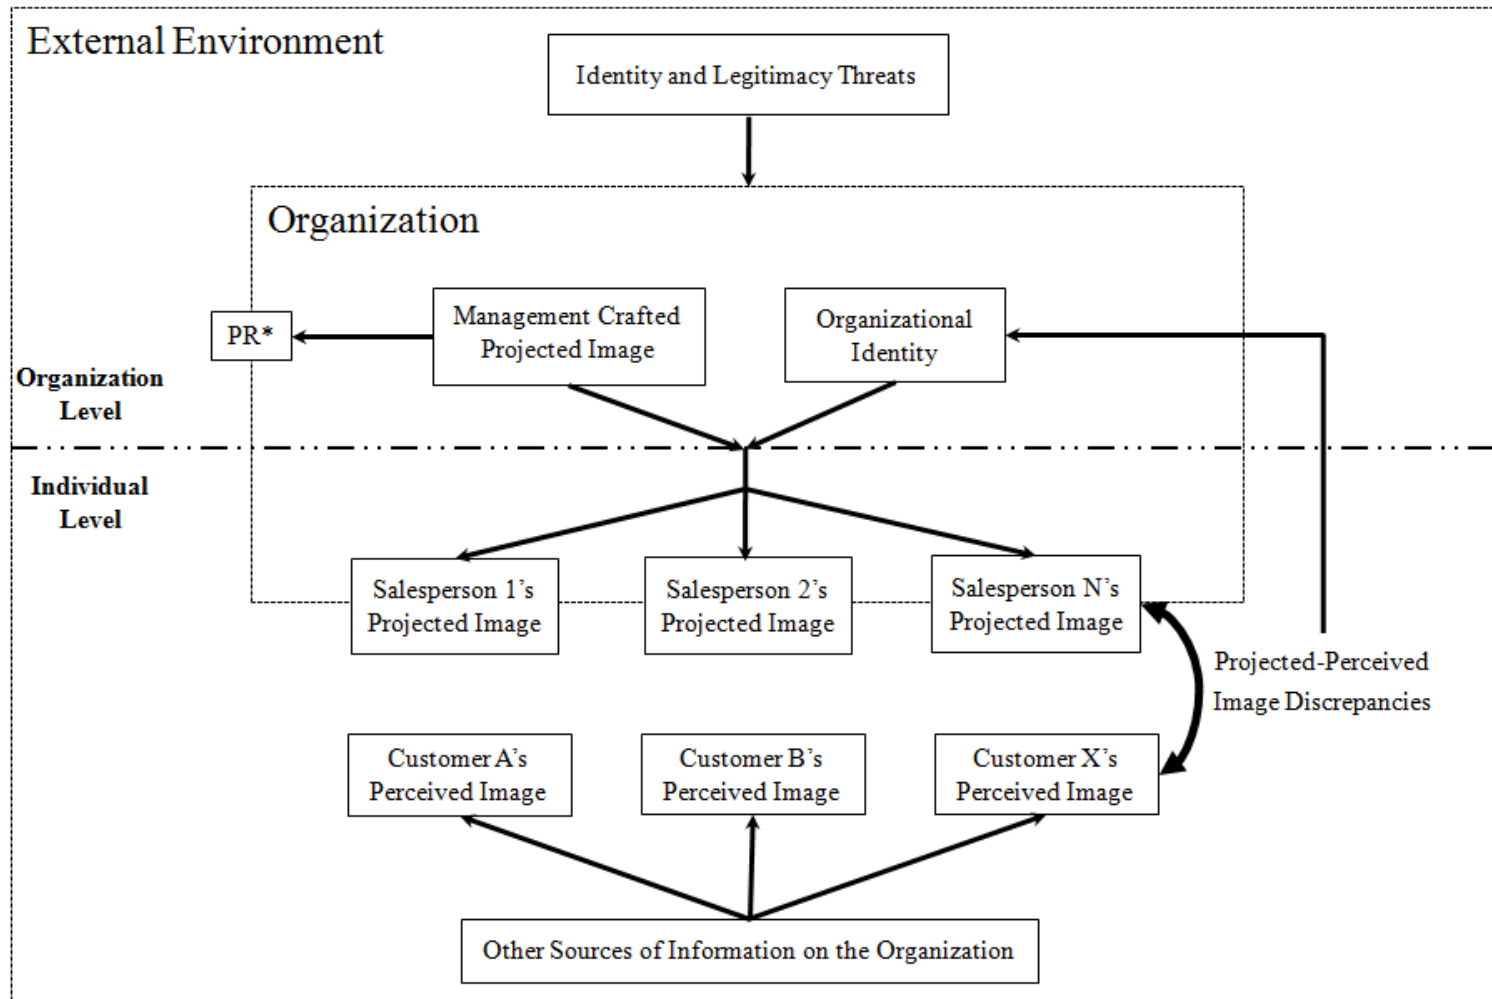 External Environment
Identity and Legitimacy Threats
Organization
Management Crafted
Projected Image
Organizational
Identity
PR*
Organization
Level
Individual
Level
Salesperson 1’s
Projected Image
Salesperson 2’s
Projected Image
Salesperson N’s
Projected Image
Projected-Perceived
Image Discrepancies
Customer A’s
Perceived Image
Customer B’s
Perceived Image
Customer X’s
Perceived Image
Other Sources of Information on the Organization